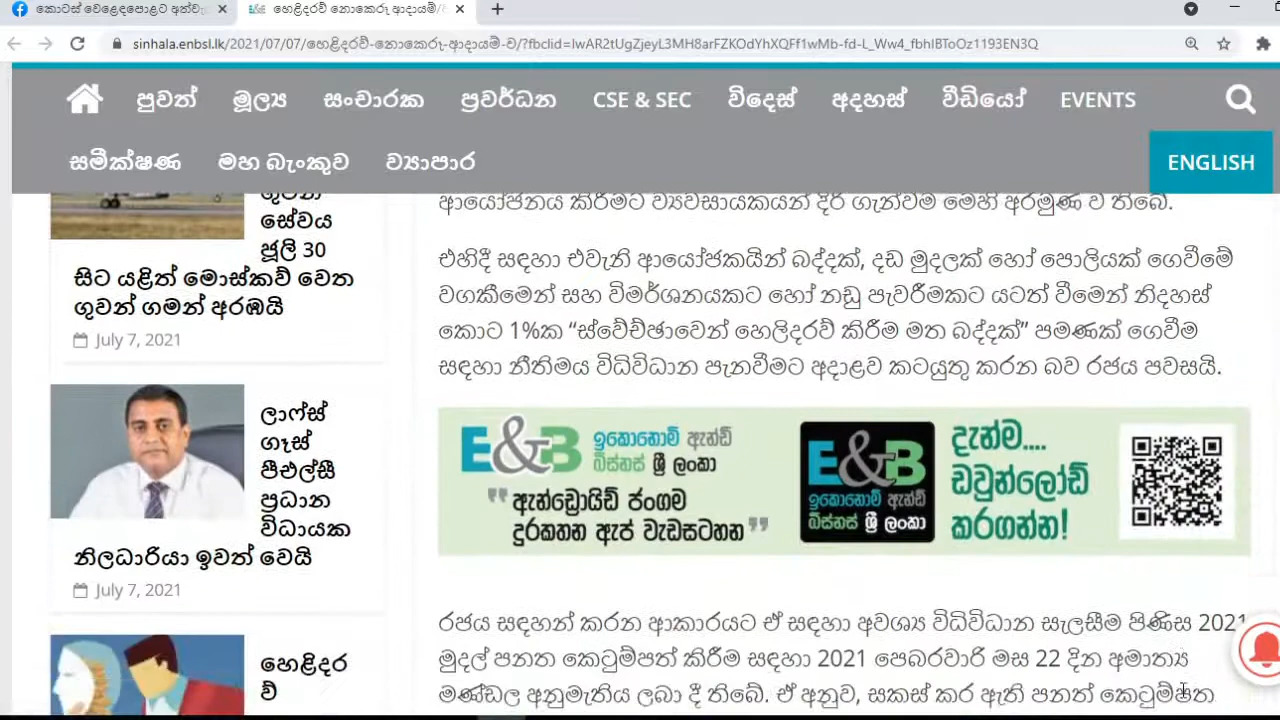 කොටස් වෙළෙඳපොළට අත්වැ
හෙළිදරව් නොකෙරූ ආදායම්/
sinhala.enbsl.lk/2021/07/07/හෙළිදරව්-නොකෙරු-ආදායම්-ව/?fbclid=IwAR2tUgZjeyL3MH8arFZKOdYhXQFf1wMb-fd-L_Ww4_fbhIBToOz1193EN3Q
පුවත් මූල්‍ය සංචාරක ප්‍රවර්ධන CSE & SEC විදෙස් අදහස් වීඩියෝ EVENTS
සමීක්ෂණ මහ බැංකුව ව්‍යාපාර
ENGLISH
ගුවන්
සේවය
ජූලි 30
සිට යළිත් මොස්කව් වෙත
ගුවන් ගමන් අරඹයි
July 7, 2021
ලාෆ්ස්
ගෑස්
පීඑල්සී
ප්‍රධාන
විධායක
නිලධාරියා ඉවත් වෙයි
July 7, 2021
හෙළිදර
ව්
ආයෝජනය කිරීමට ව්‍යවසායකයන් දිරි ගැන්වීම මෙහි අරමුණ වී තිබේ.
එහිදී සඳහා එවැනි ආයෝජකයින් බද්දක්, දඩ මුදලක් හෝ පොලියක් ගෙවීමේ
වගකීමෙන් සහ විමර්ශනයකට හෝ නඩු පැවරීමකට යටත් වීමෙන් නිදහස්
කොට 1%ක “ස්වේච්ඡාවෙන් හෙලිදරව් කිරීම මත බද්දක්” පමණක් ගෙවීම
සඳහා නීතිමය විධිවිධාන පැනවීමට අදාළව කටයුතු කරන බව රජය පවසයි.
E&B ඉකොනොමි ඇන්ඩ්
බිස්නස් ශ්‍රී ලංකා
"ඇන්ඩ්‍රොයිඩ් ජංගම
දුරකතන ඇප් වැඩසටහන"
E&B
ඉකොනොමි ඇන්ඩ්
බිස්නස් ශ්‍රී ලංකා
දැන්ම....
ඩවුන්ලෝඩ්
කරගන්න!
රජය සඳහන් කරන ආකාරයට ඒ සඳහා අවශ්‍ය විධිවිධාන සැලසීම පිණිස 2021
මුදල් පනත කෙටුම්පත් කිරීම සඳහා 2021 පෙබරවාරි මස 22 දින අමාත්‍ය
මණ්ඩල අනුමැතිය ලබා දී තිබේ. ඒ අනුව, සකස් කර ඇති පනත් කෙටුම්පත